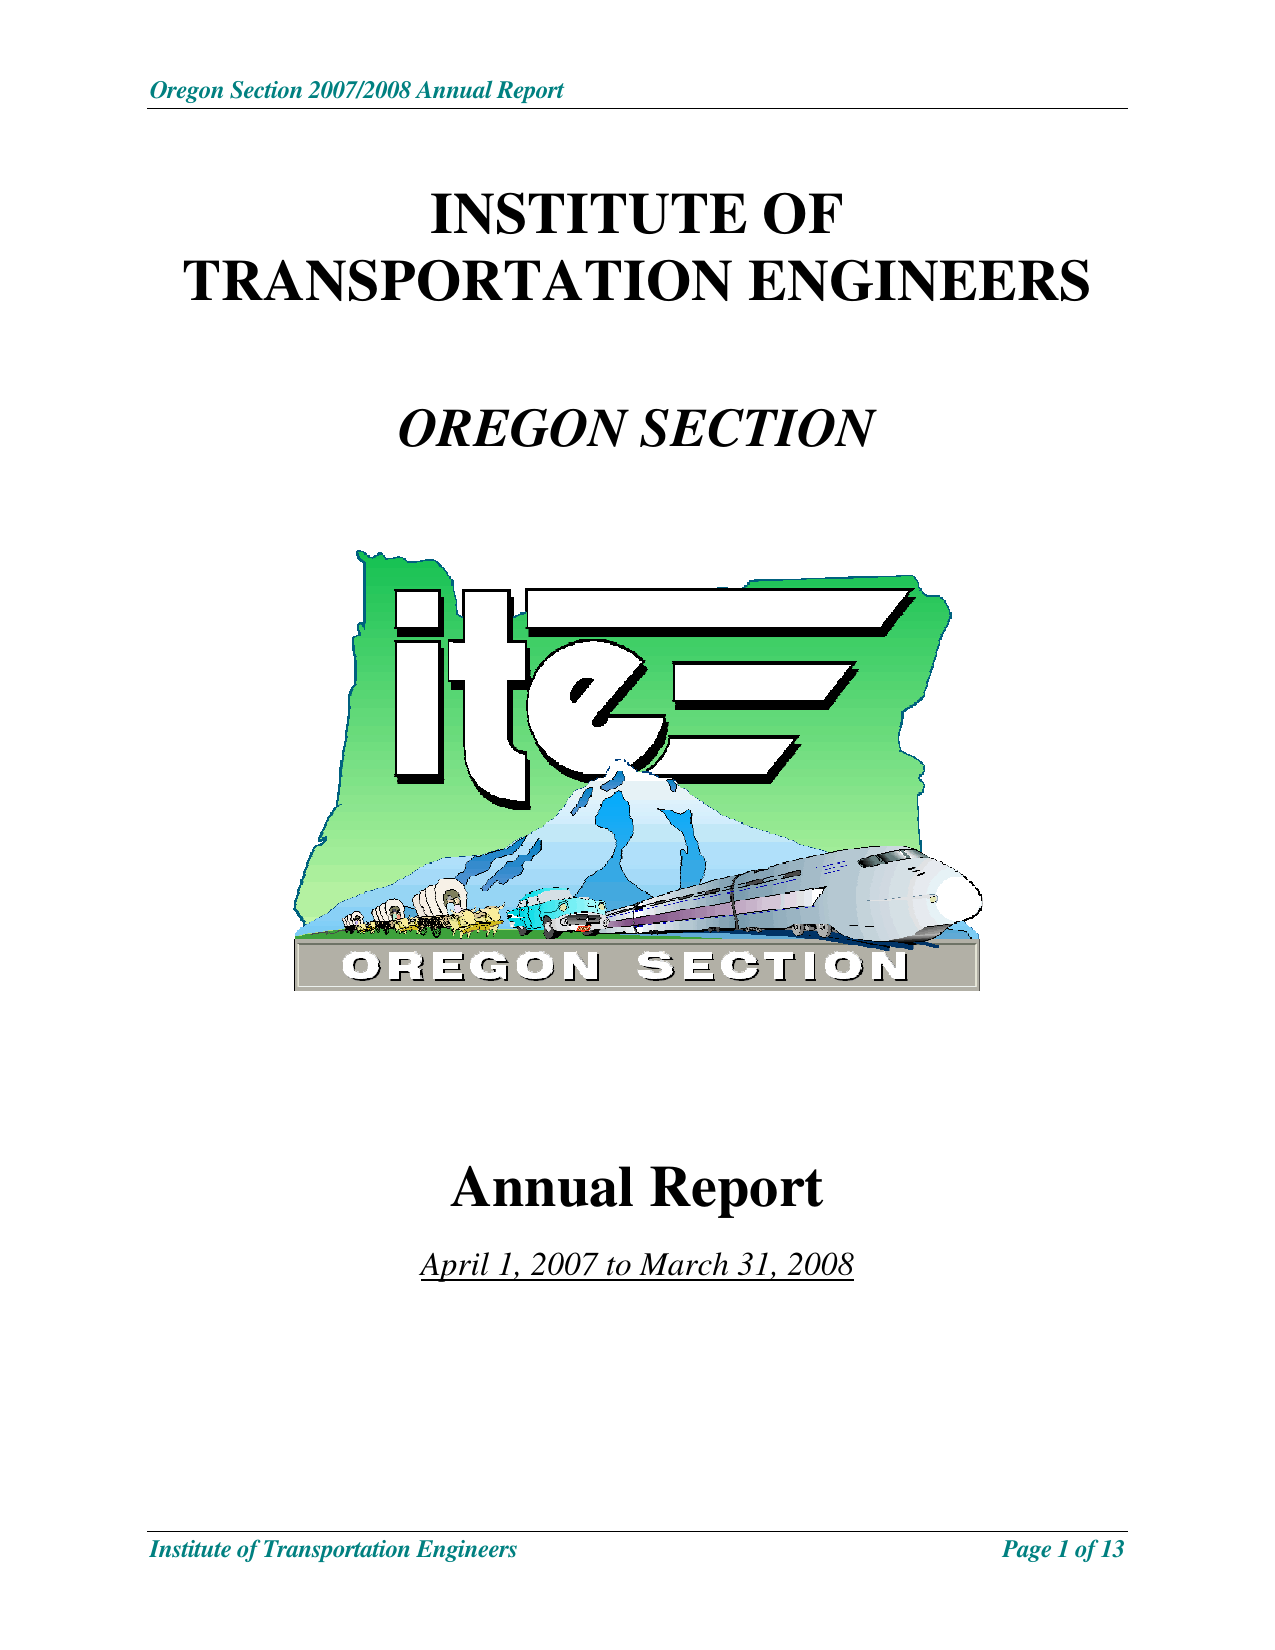 Oregon Section 2007/2008 Annual Report
INSTITUTE OF
TRANSPORTATION ENGINEERS
OREGON SECTION
ite
OREGON SECTION
Annual Report
April 1, 2007 to March 31, 2008
Institute of Transportation Engineers Page 1 of 13